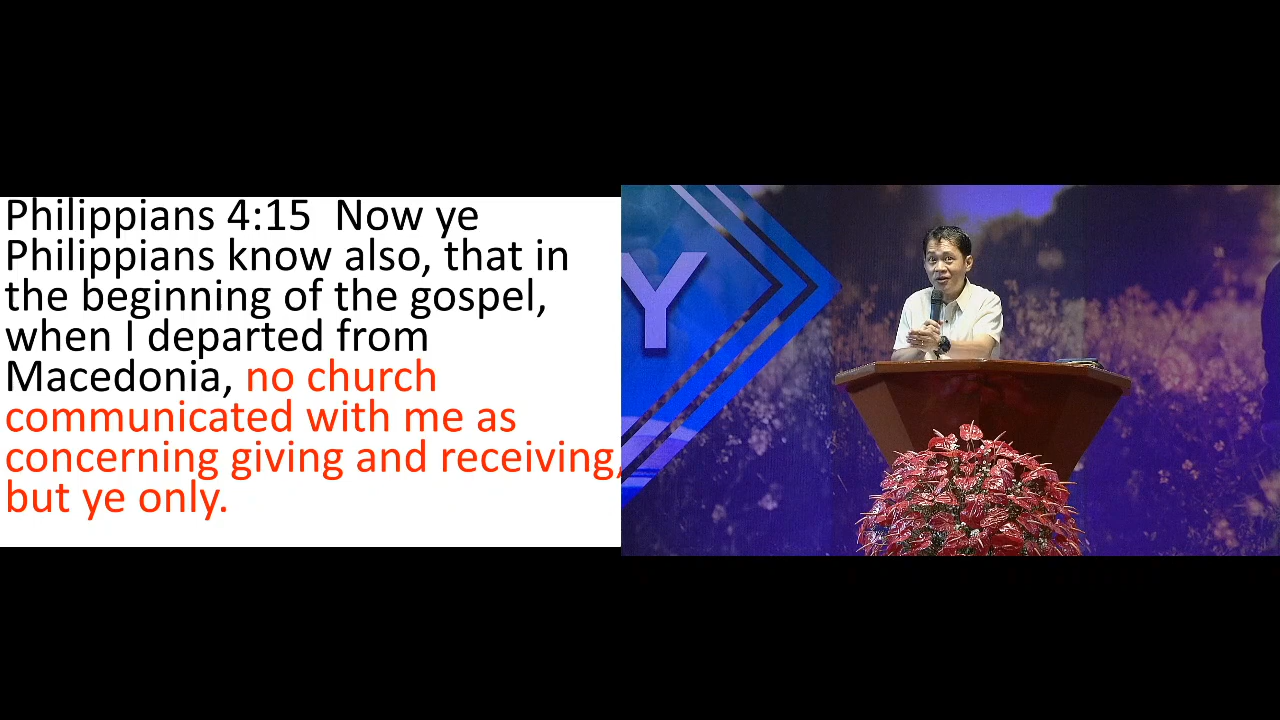 Philippians 4:15  Now ye
Philippians know also, that in
the beginning of the gospel,
when I departed from
Macedonia, no church
communicated with me as
concerning giving and receiving,
but ye only.
Y